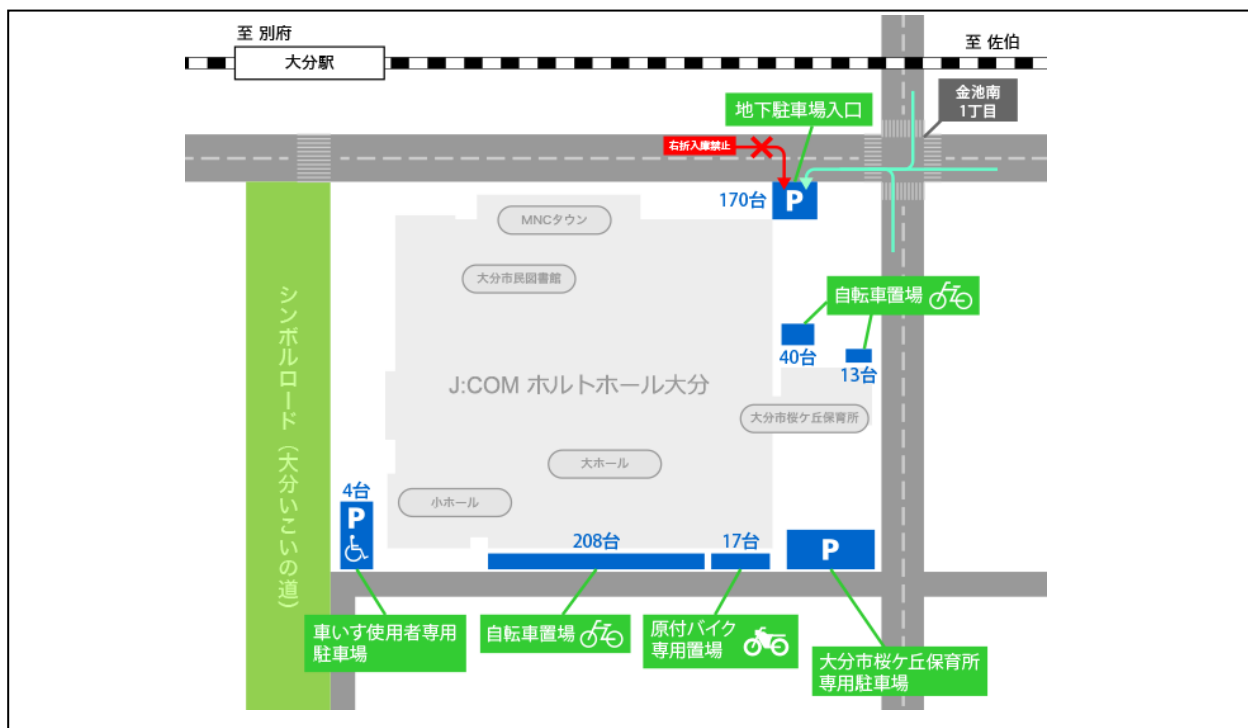 至 別府
大分駅
至 佐伯
金池南
1丁目
地下駐車場入口
右折入庫禁止
170台
P
MNCタウン
大分市民図書館
自転車置場
40台
13台
シンボルロード（大分いこいの道）
J:COM ホルトホール大分
大分市桜ケ丘保育所
大ホール
小ホール
4台
P
208台
17台
P
車いす使用者専用
駐車場
自転車置場
原付バイク
専用置場
大分市桜ケ丘保育所
専用駐車場